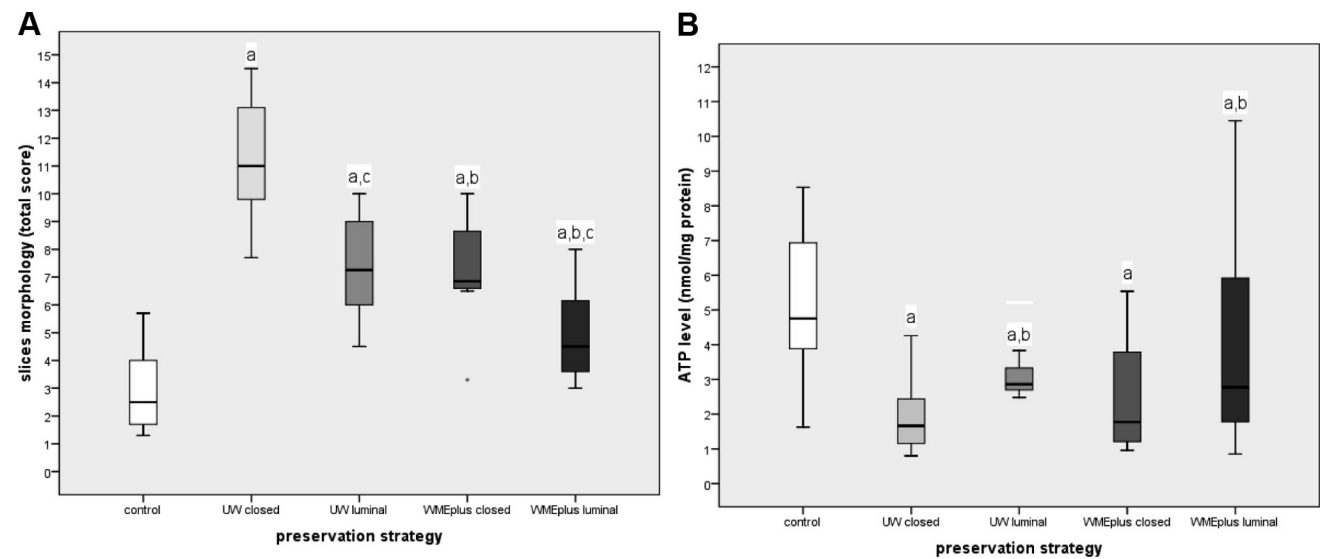 A
slices morphology (total score)
15
14
13
12
11
10
9
8
7
6
5
4
3
2
1
0
a
a,c
a,b
a,b,c
control
UW closed
UW luminal
WMEplus closed
WMEplus luminal
preservation strategy
B
ATP level (nmol/mg protein)
12
11
10
9
8
7
6
5
4
3
2
1
0
a
a,b
a
a,b
control
UW closed
UW luminal
WMEplus closed
WMEplus luminal
preservation strategy